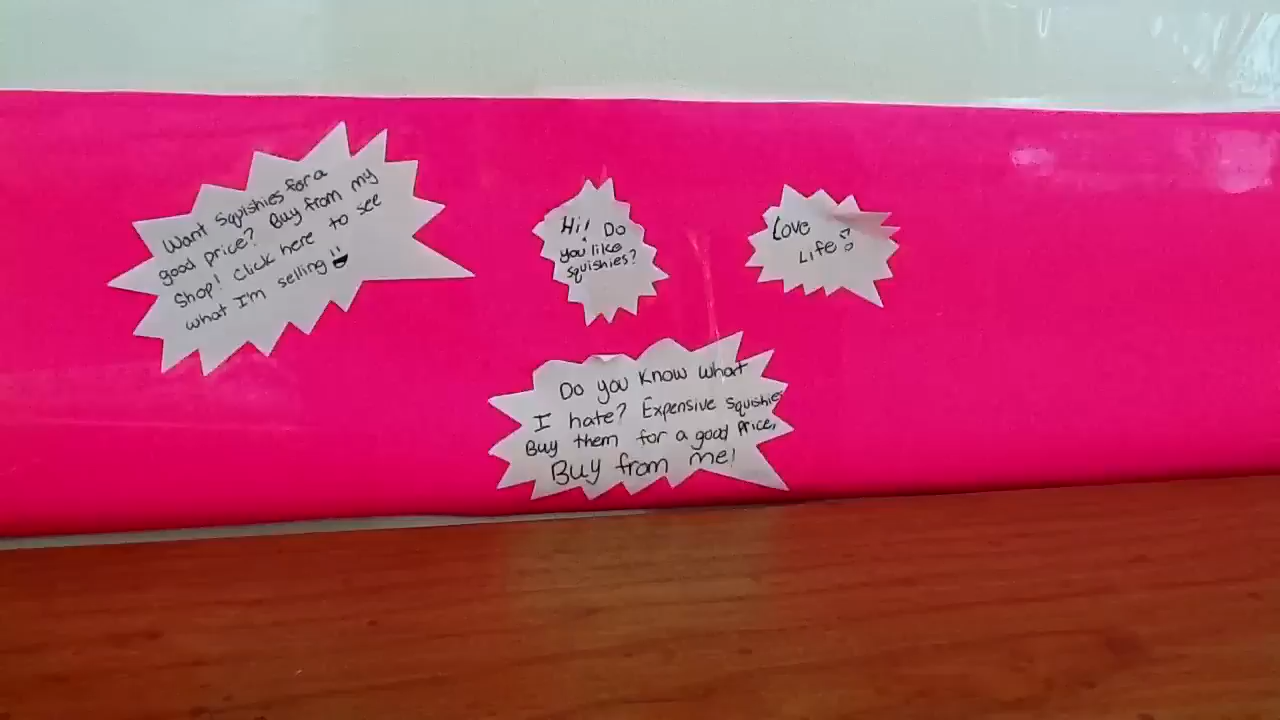 Want Squishies for a
good price? Buy from my
Shop! Click here to see
what I'm selling
Hi! Do
you like
squishies?
Love
Life
Do you know what
I hate? Expensive squishies
Buy them for a good Price,
Buy from me!